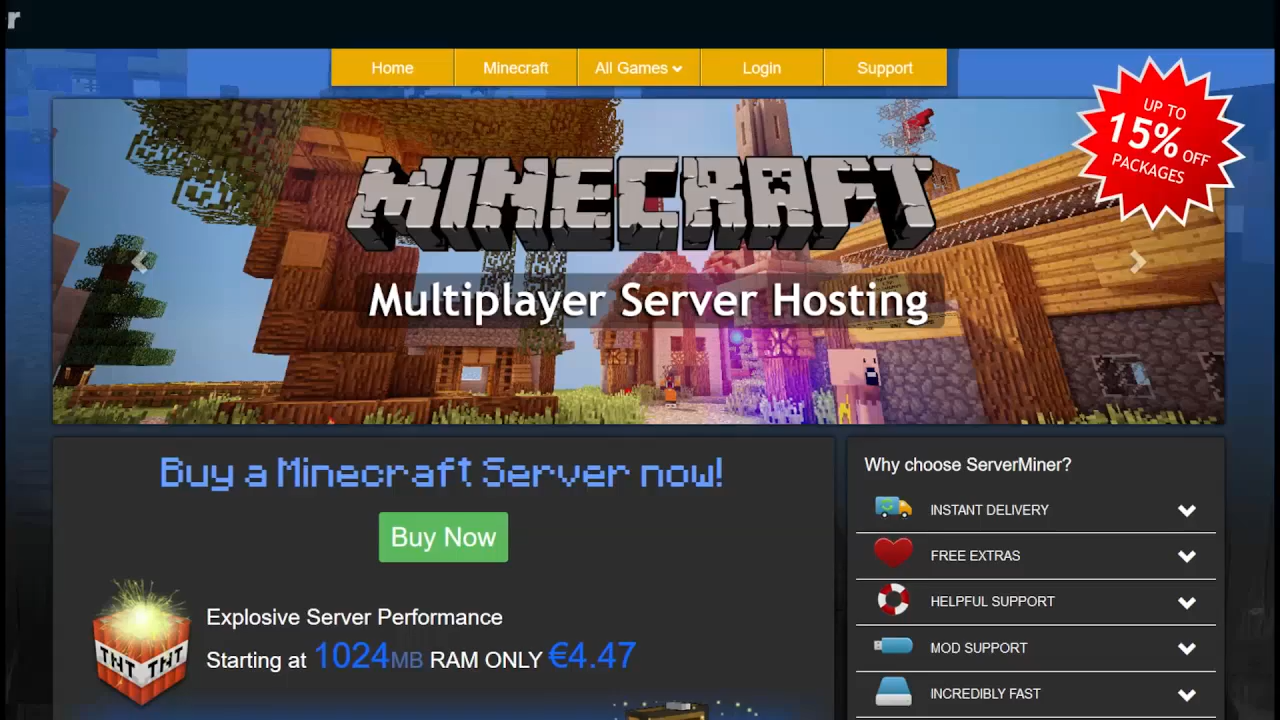 r
Home
Minecraft
All Games
Login
Support
UP TO
15% OFF
PACKAGES
MINECRAFT
Multiplayer Server Hosting
Buy a Minecraft Server now!
Buy Now
TNT TNT
Explosive Server Performance
Starting at 1024MB RAM ONLY €4.47
Why choose ServerMiner?
INSTANT DELIVERY
FREE EXTRAS
HELPFUL SUPPORT
MOD SUPPORT
INCREDIBLY FAST